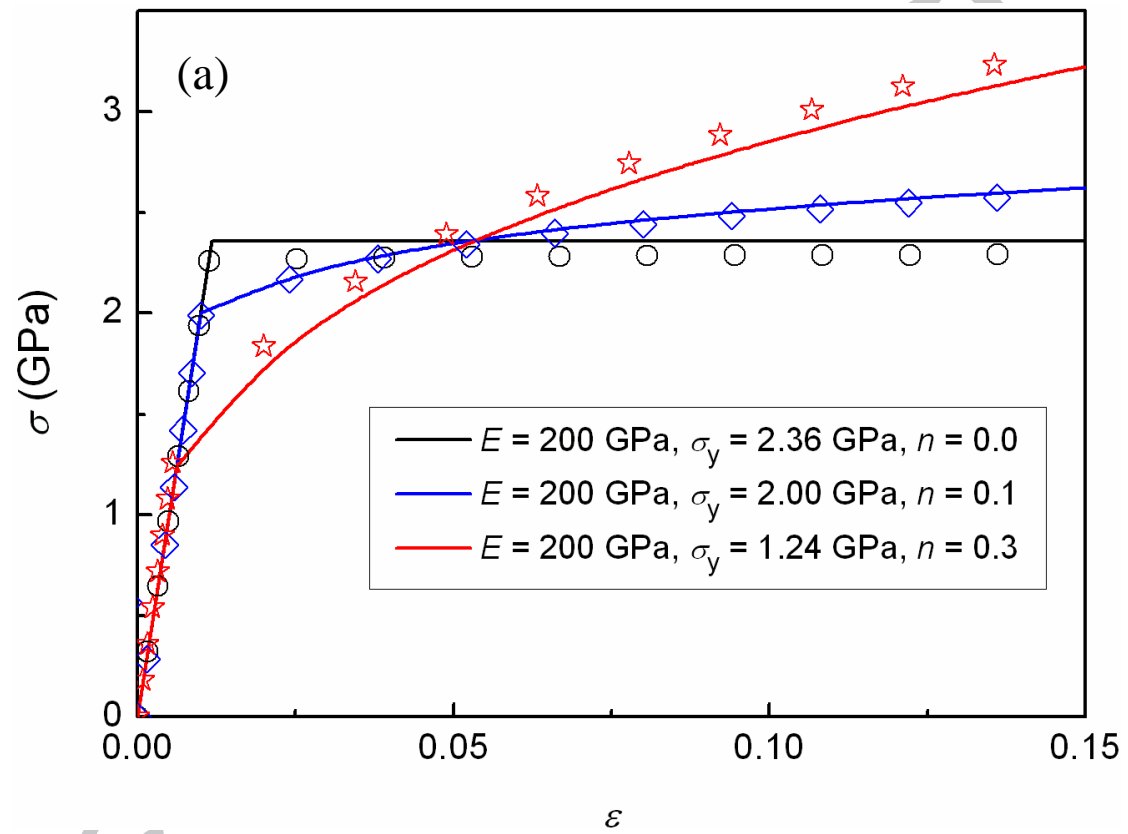 (a)
3
2
1
0
σ (GPa)
E = 200 GPa, σy = 2.36 GPa, n = 0.0
E = 200 GPa, σy = 2.00 GPa, n = 0.1
E = 200 GPa, σy = 1.24 GPa, n = 0.3
0.00 0.05 0.10 0.15
ε